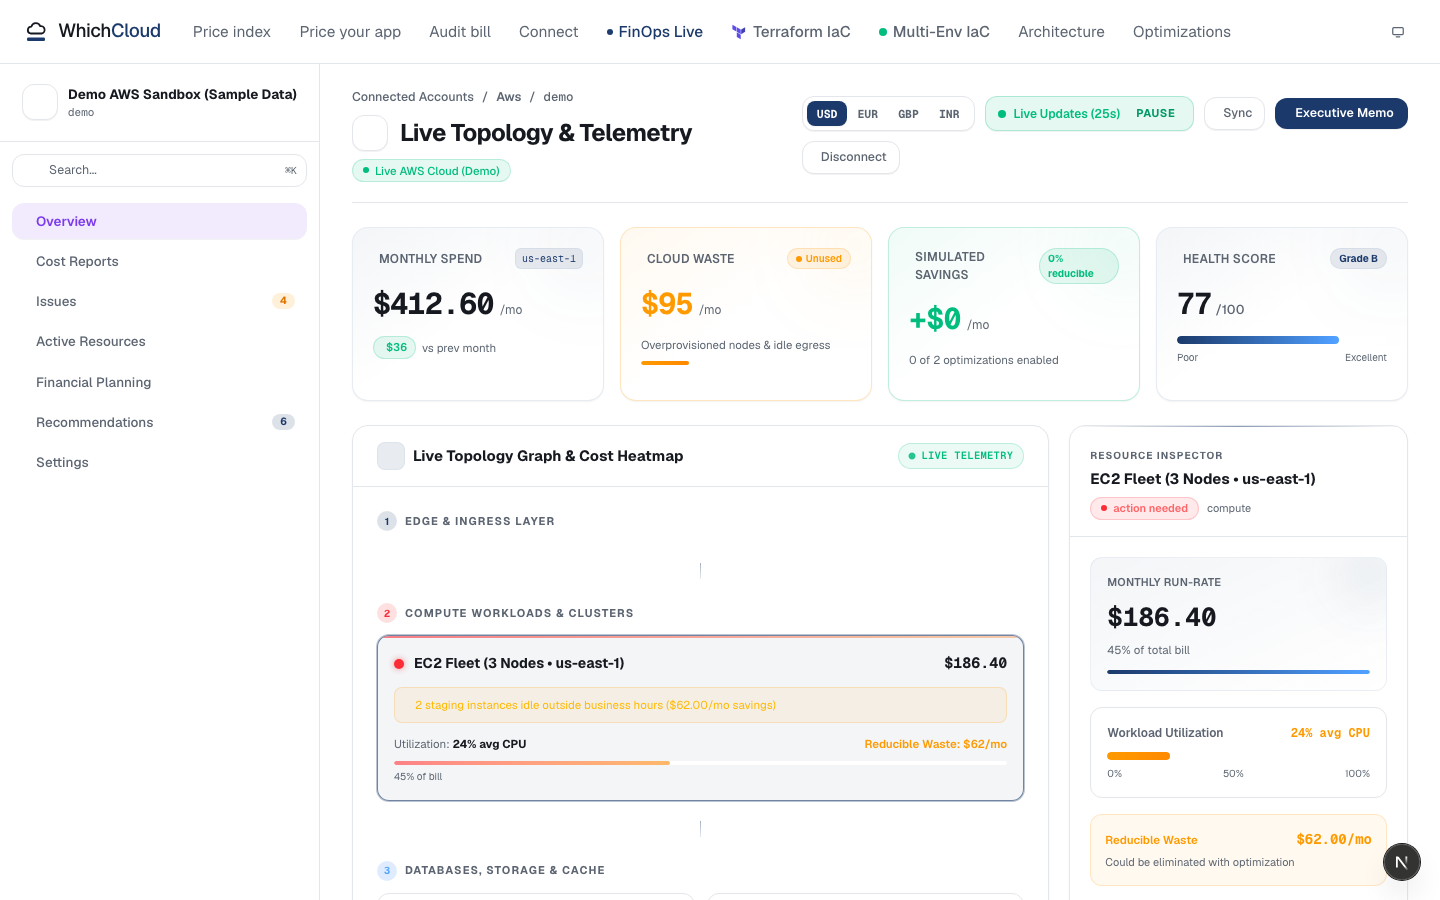 WhichCloud
Price index
Price your app
Audit bill
Connect
FinOps Live
Terraform IaC
Multi-Env IaC
Architecture
Optimizations
Demo AWS Sandbox (Sample Data)
demo
Search...
⌘K
Overview
Cost Reports
Issues
4
Active Resources
Financial Planning
Recommendations
6
Settings
Connected Accounts / Aws / demo
Live Topology & Telemetry
Live AWS Cloud (Demo)
USD
EUR
GBP
INR
Live Updates (25s)
PAUSE
Sync
Executive Memo
Disconnect
MONTHLY SPEND
us-east-1
$412.60 /mo
$36
vs prev month
CLOUD WASTE
Unused
$95 /mo
Overprovisioned nodes & idle egress
SIMULATED
SAVINGS
0%
reducible
+$0 /mo
0 of 2 optimizations enabled
HEALTH SCORE
Grade B
77 /100
Poor
Excellent
Live Topology Graph & Cost Heatmap
LIVE TELEMETRY
1 EDGE & INGRESS LAYER
2 COMPUTE WORKLOADS & CLUSTERS
EC2 Fleet (3 Nodes • us-east-1)
$186.40
2 staging instances idle outside business hours ($62.00/mo savings)
Utilization: 24% avg CPU
Reducible Waste: $62/mo
45% of bill
3 DATABASES, STORAGE & CACHE
RESOURCE INSPECTOR
EC2 Fleet (3 Nodes • us-east-1)
action needed
compute
MONTHLY RUN-RATE
$186.40
45% of total bill
Workload Utilization
24% avg CPU
0%
50%
100%
Reducible Waste
$62.00/mo
Could be eliminated with optimization
N